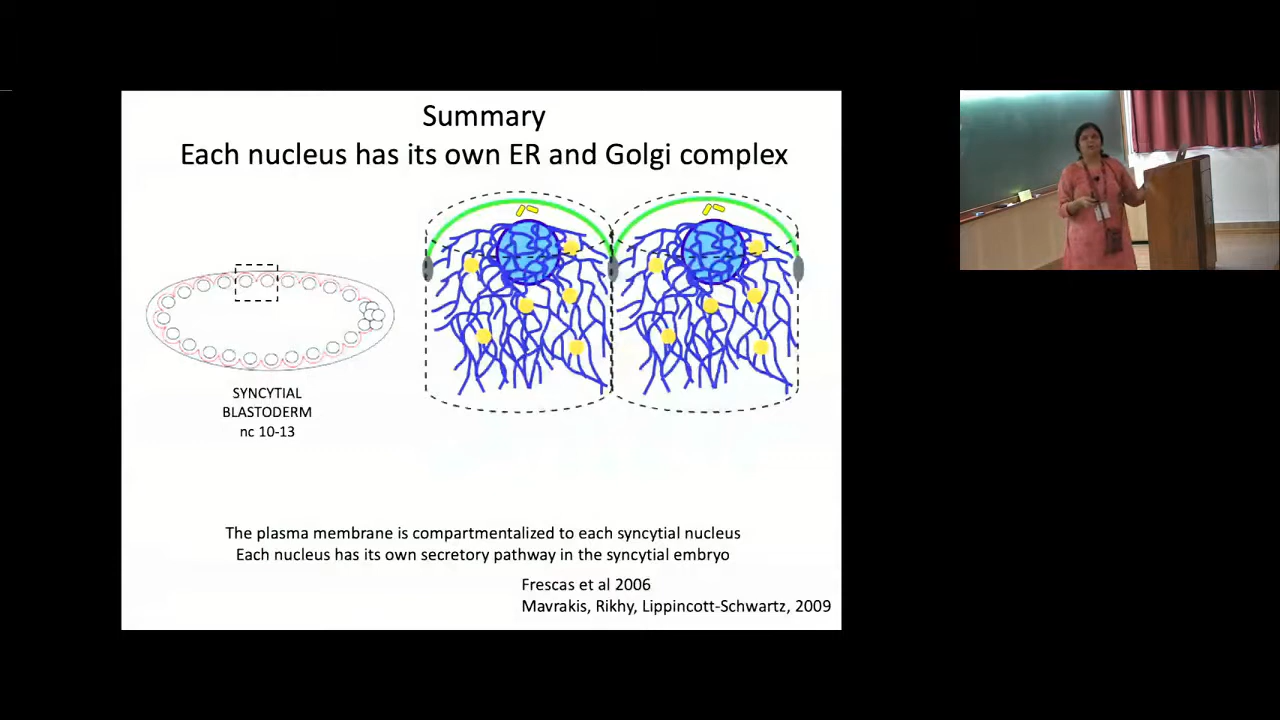 Summary
Each nucleus has its own ER and Golgi complex
SYNCYTIAL
BLASTODERM
nc 10-13
The plasma membrane is compartmentalized to each syncytial nucleus
Each nucleus has its own secretory pathway in the syncytial embryo
Frescas et al 2006
Mavrakis, Rikhy, Lippincott-Schwartz, 2009